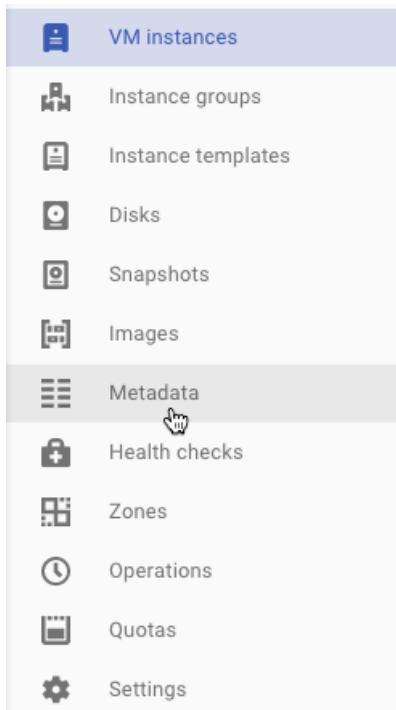 VM instances
Instance groups
Instance templates
Disks
Snapshots
Images
Metadata
Health checks
Zones
Operations
Quotas
Settings